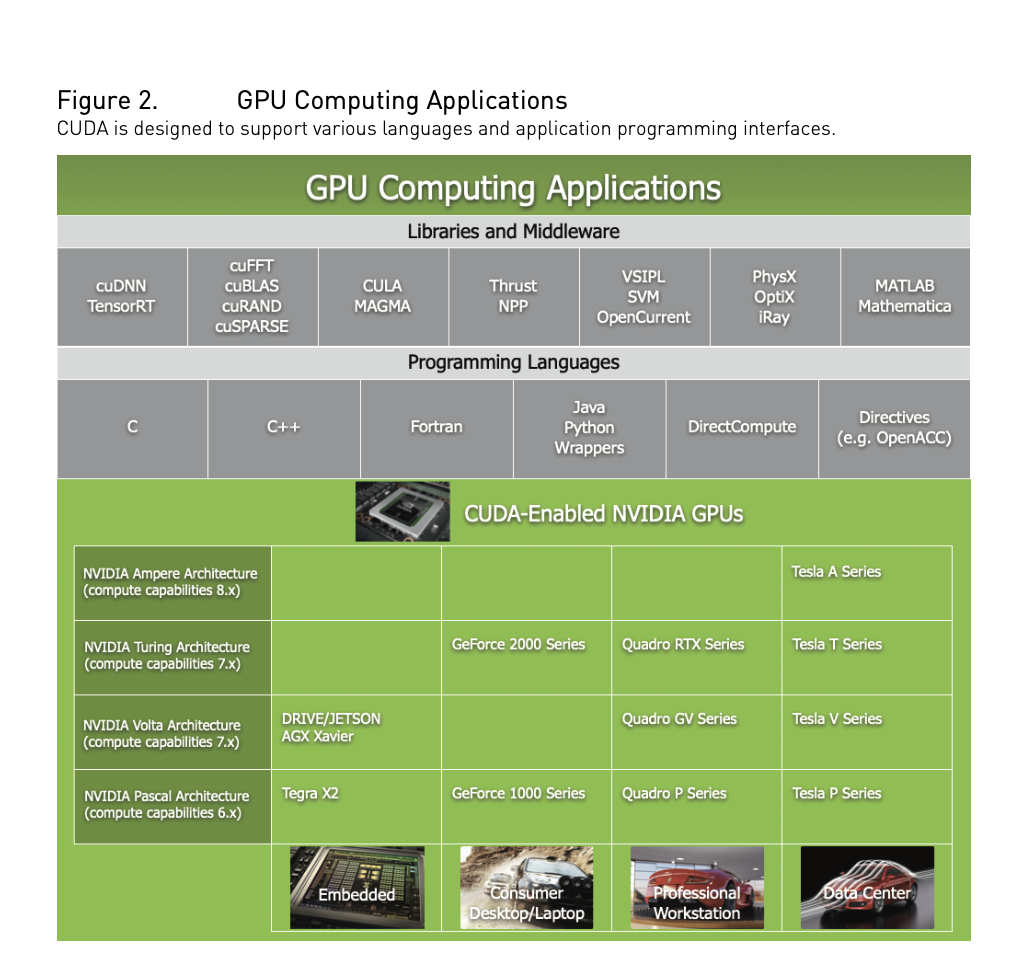 Figure 2. GPU Computing Applications
CUDA is designed to support various languages and application programming interfaces.
GPU Computing Applications
Libraries and Middleware
cuDNN
TensorRT
cuFFT
cuBLAS
cuRAND
cuSPARSE
CULA
MAGMA
Thrust
NPP
VSIPL
SVM
OpenCurrent
PhysX
OptiX
iRay
MATLAB
Mathematica
Programming Languages
C
C++
Fortran
Java
Python
Wrappers
DirectCompute
Directives
(e.g. OpenACC)
CUDA-Enabled NVIDIA GPUs
NVIDIA Ampere Architecture
(compute capabilities 8.x)
Tesla A Series
NVIDIA Turing Architecture
(compute capabilities 7.x)
GeForce 2000 Series
Quadro RTX Series
Tesla T Series
NVIDIA Volta Architecture
(compute capabilities 7.x)
DRIVE/JETSON
AGX Xavier
Quadro GV Series
Tesla V Series
NVIDIA Pascal Architecture
(compute capabilities 6.x)
Tegra X2
GeForce 1000 Series
Quadro P Series
Tesla P Series
Embedded
Consumer
Desktop/Laptop
Professional
Workstation
Data Center